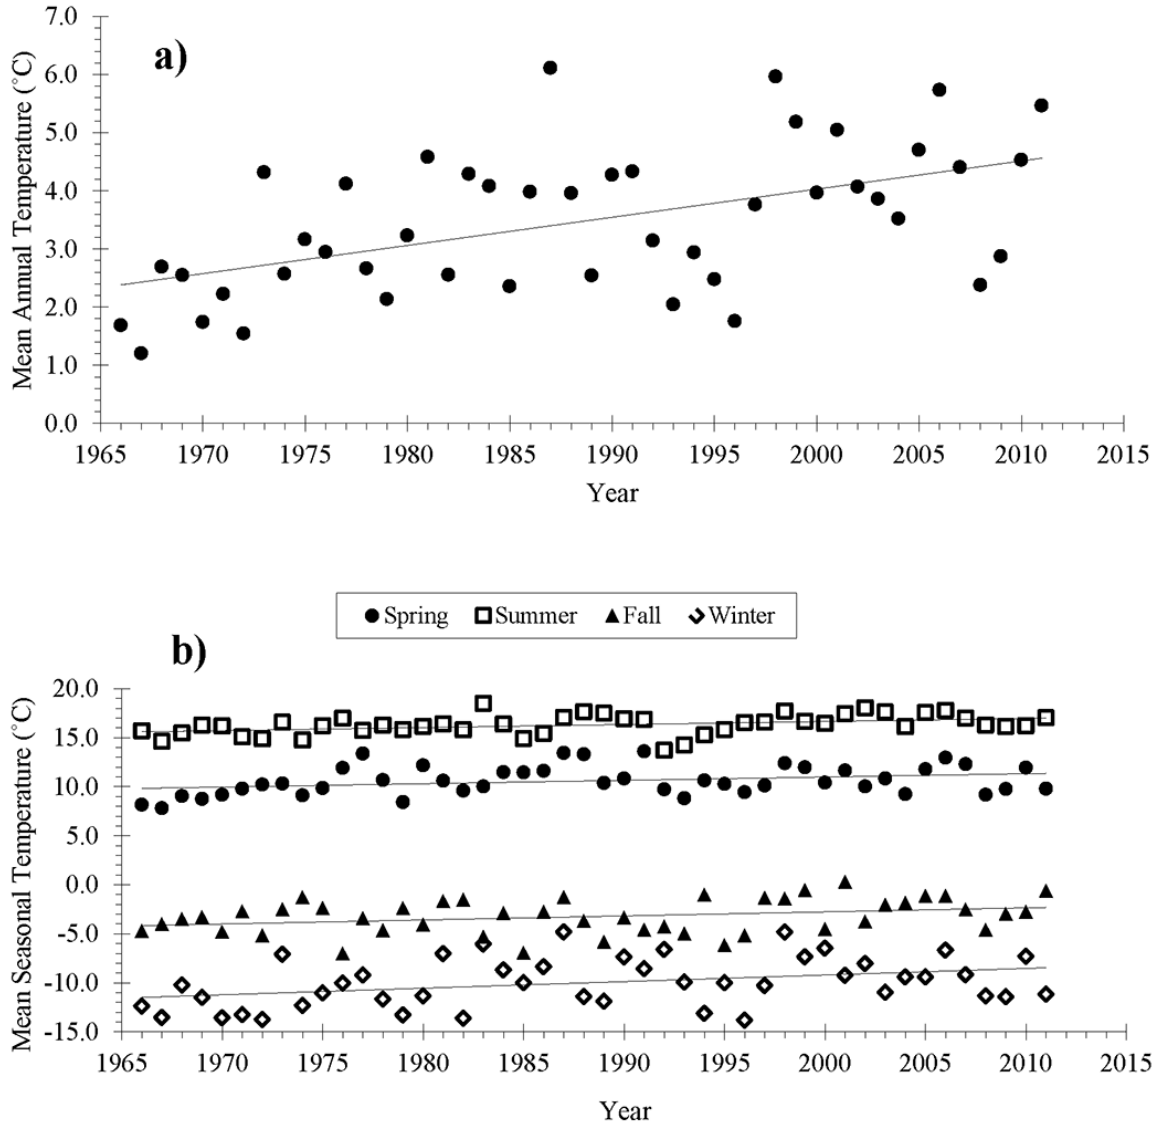 a)
Mean Annual Temperature (˚C)
7.0
6.0
5.0
4.0
3.0
2.0
1.0
0.0
1965 1970 1975 1980 1985 1990 1995 2000 2005 2010 2015
Year
Spring Summer Fall Winter
b)
Mean Seasonal Temperature (˚C)
20.0
15.0
10.0
5.0
0.0
-5.0
-10.0
-15.0
1965 1970 1975 1980 1985 1990 1995 2000 2005 2010 2015
Year